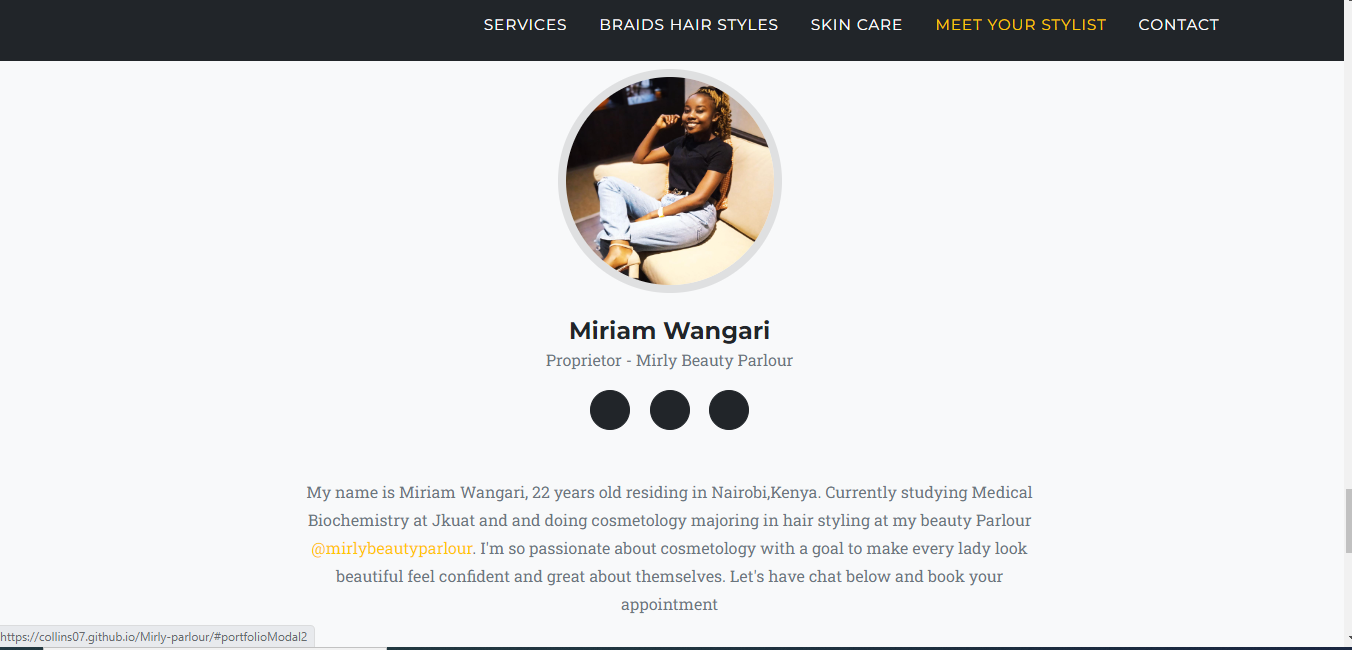 SERVICES BRAIDS HAIR STYLES SKIN CARE MEET YOUR STYLIST CONTACT
Miriam Wangari
Proprietor - Mirly Beauty Parlour
My name is Miriam Wangari, 22 years old residing in Nairobi,Kenya. Currently studying Medical
Biochemistry at Jkuat and and doing cosmetology majoring in hair styling at my beauty Parlour
@mirlybeautyparlour. I'm so passionate about cosmetology with a goal to make every lady look
beautiful feel confident and great about themselves. Let's have chat below and book your
appointment
https://collins07.github.io/Mirly-parlour/#portfolioModal2